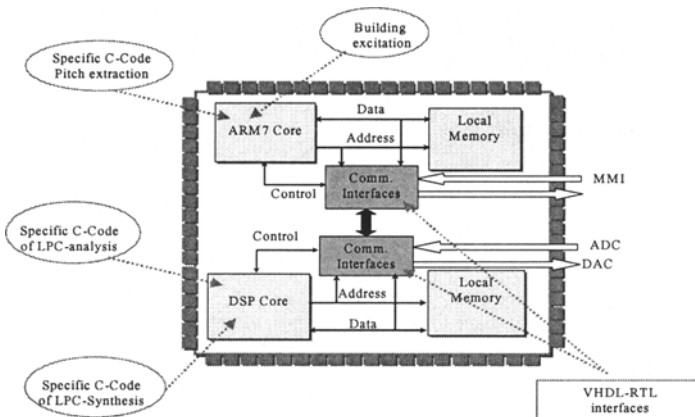 Building
excitation
Specific C-Code
Pitch extraction
Data
ARM7 Core
Address
Local
Memory
Comm.
Interfaces
Control
MMI
Specific C-Code
of LPC-analysis
Control
Comm.
Interfaces
ADC
DAC
DSP Core
Address
Local
Memory
Data
Specific C-Code
of LPC-Synthesis
VHDL-RTL
interfaces